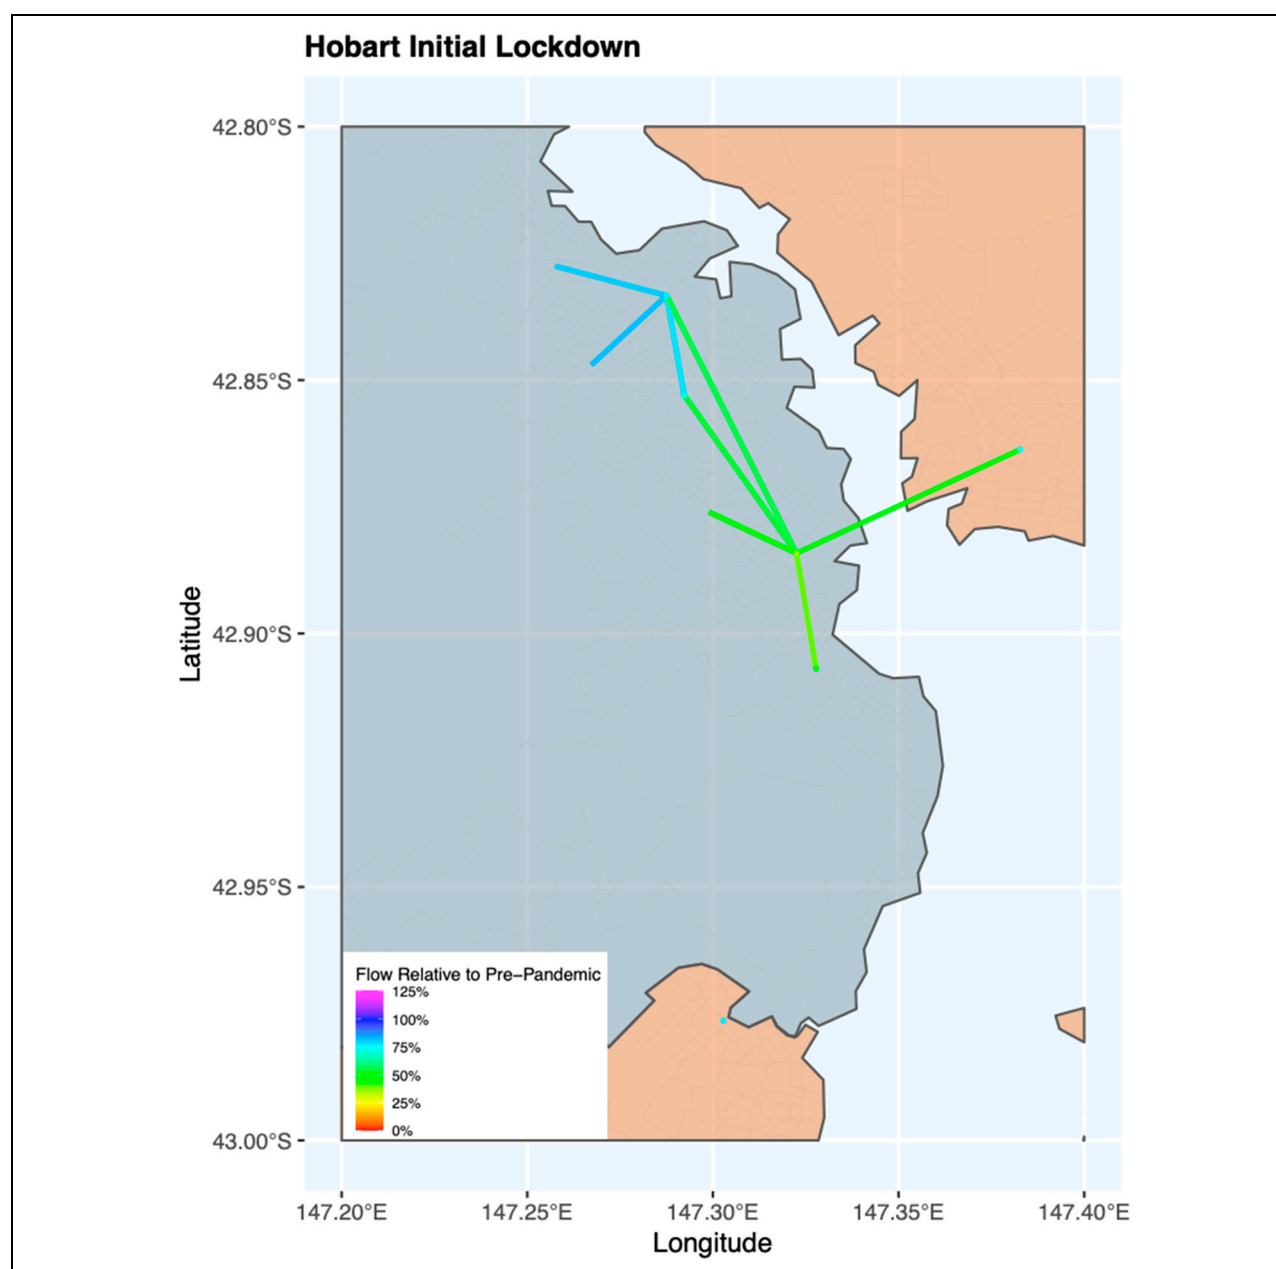 Hobart Initial Lockdown
42.80°S
42.85°S
42.90°S
42.95°S
43.00°S
Latitude
Flow Relative to Pre−Pandemic
125%
100%
75%
50%
25%
0%
147.20°E 147.25°E 147.30°E 147.35°E 147.40°E
Longitude